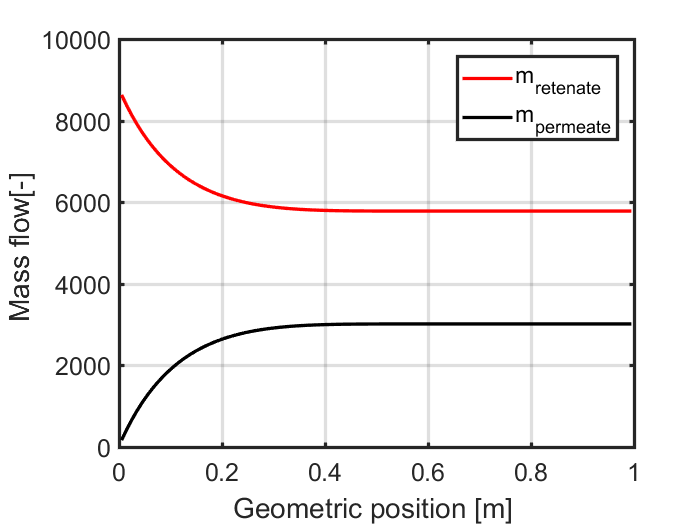 10000
8000
6000
4000
2000
0
Mass flow[-]
m_retenate
m_permeate
0 0.2 0.4 0.6 0.8 1
Geometric position [m]